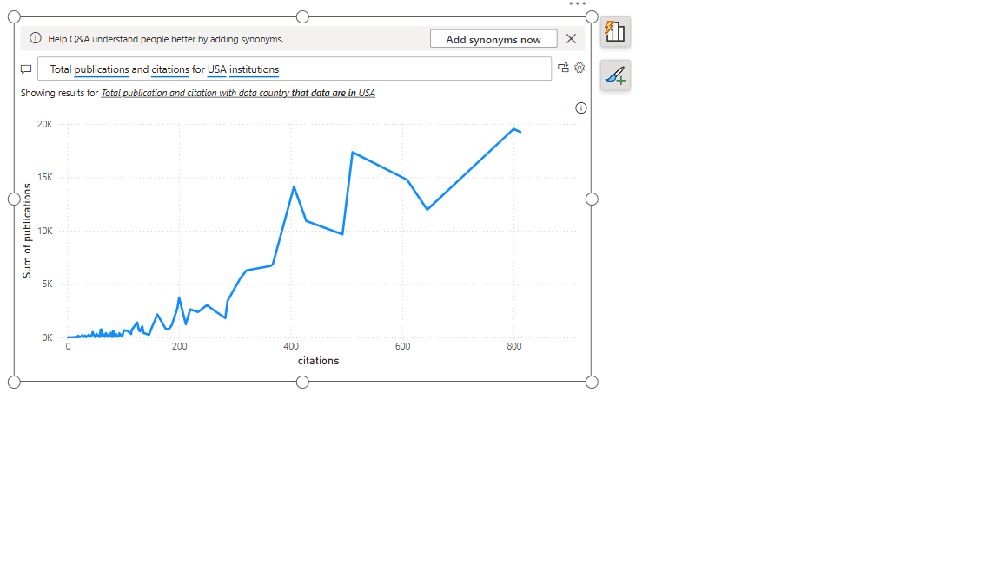 Help Q&A understand people better by adding synonyms.
Add synonyms now
Total publications and citations for USA institutions
Showing results for Total publication and citation with data country that data are in USA
20K
15K
10K
5K
0K
Sum of publications
0 200 400 600 800
citations